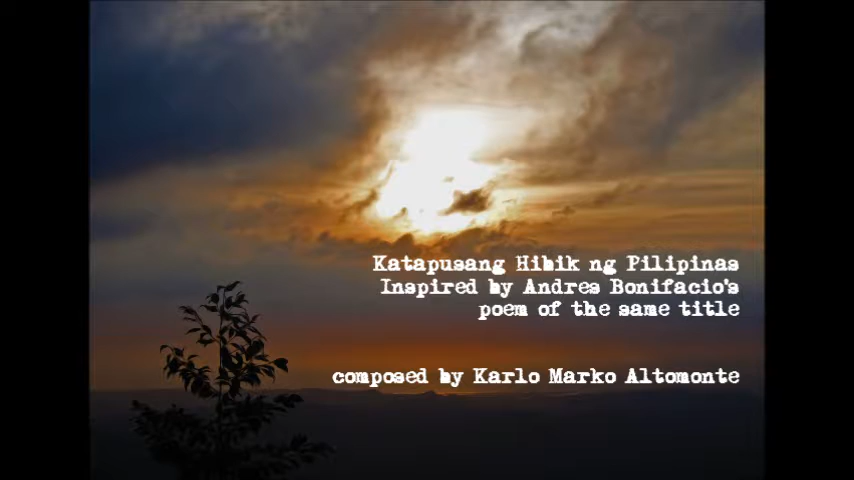 Katapusang Hibik ng Pilipinas
Inspired by Andres Bonifacio's
poem of the same title
composed by Karlo Marko Altomonte